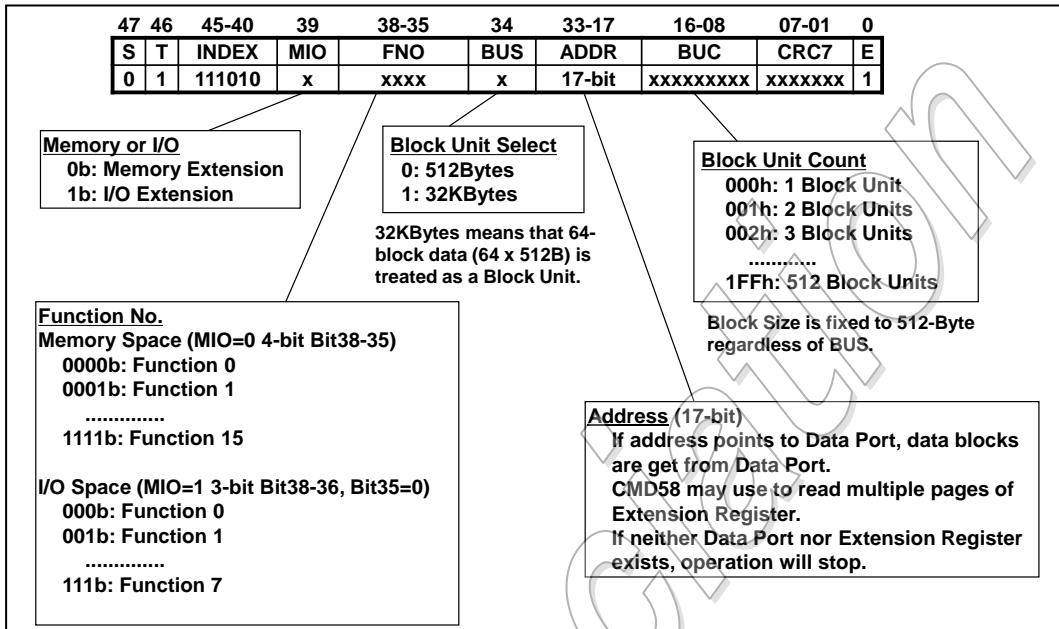 47 46 45-40 39 38-35 34 33-17 16-08 07-01 0
S T INDEX MIO FNO BUS ADDR BUC CRC7 E
0 1 111010 x xxxx x 17-bit xxxxxxxxx xxxxxxx 1
Memory or I/O
0b: Memory Extension
1b: I/O Extension
Block Unit Select
0: 512Bytes
1: 32KBytes
32KBytes means that 64-
block data (64 x 512B) is
treated as a Block Unit.
Block Unit Count
000h: 1 Block Unit
001h: 2 Block Units
002h: 3 Block Units
............
1FFh: 512 Block Units
Block Size is fixed to 512-Byte
regardless of BUS.
Function No.
Memory Space (MIO=0 4-bit Bit38-35)
0000b: Function 0
0001b: Function 1
..............
1111b: Function 15
I/O Space (MIO=1 3-bit Bit38-36, Bit35=0)
000b: Function 0
001b: Function 1
..............
111b: Function 7
Address (17-bit)
If address points to Data Port, data blocks
are get from Data Port.
CMD58 may use to read multiple pages of
Extension Register.
If neither Data Port nor Extension Register
exists, operation will stop.
ciation